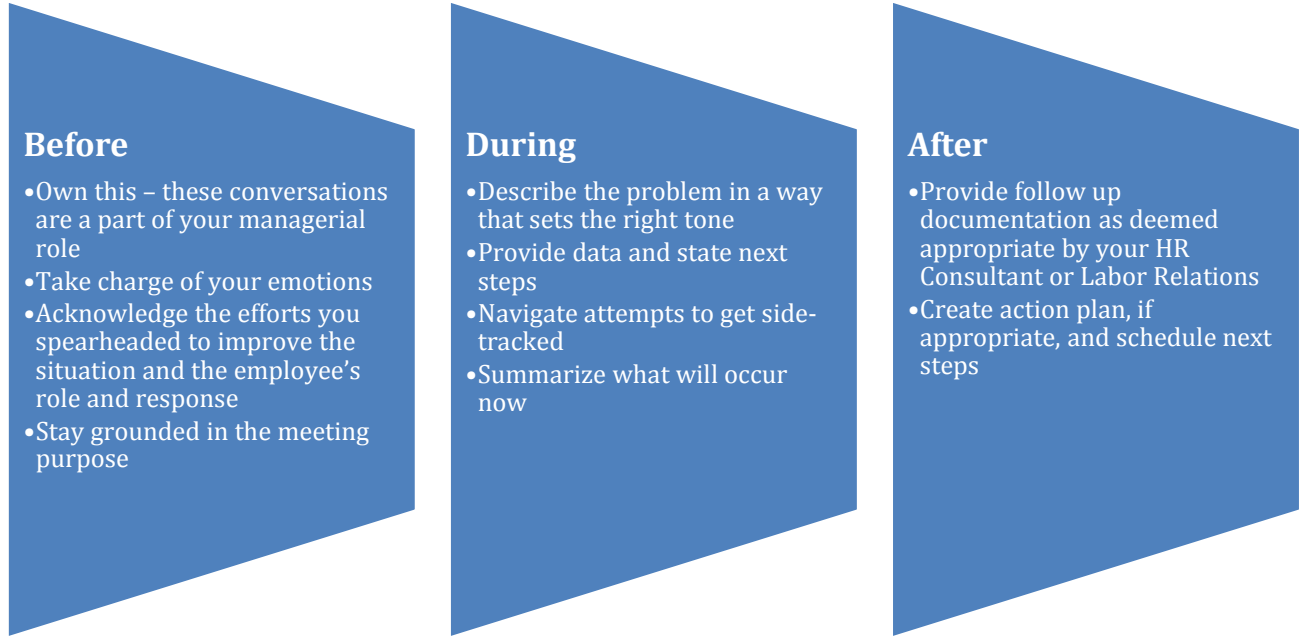 Before
•Own this – these conversations
are a part of your managerial
role
•Take charge of your emotions
•Acknowledge the efforts you
spearheaded to improve the
situation and the employee's
role and response
•Stay grounded in the meeting
purpose
During
•Describe the problem in a way
that sets the right tone
•Provide data and state next
steps
•Navigate attempts to get side-
tracked
•Summarize what will occur
now
After
•Provide follow up
documentation as deemed
appropriate by your HR
Consultant or Labor Relations
•Create action plan, if
appropriate, and schedule next
steps